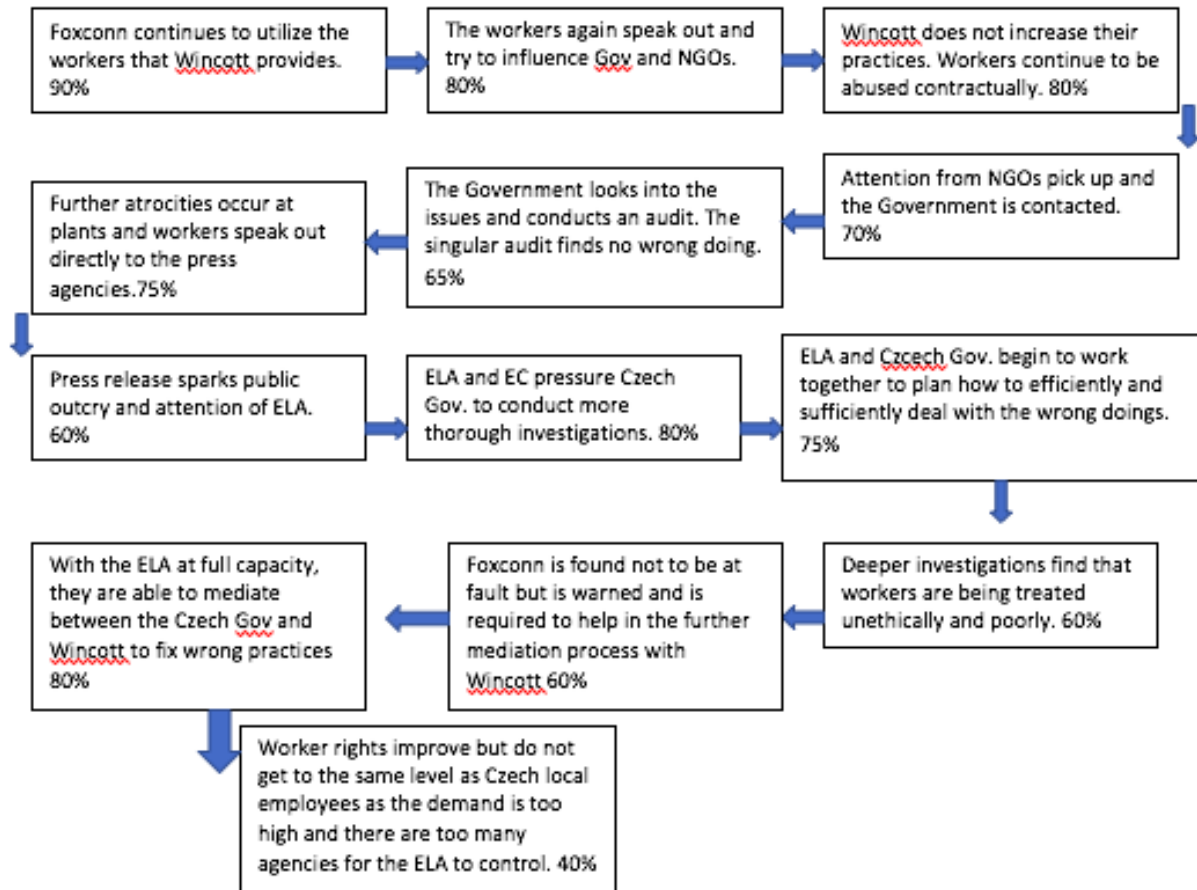 Foxconn continues to utilize the
workers that Wincott provides.
90%
The workers again speak out and
try to influence Gov and NGOs.
80%
Wincott does not increase their
practices. Workers continue to be
abused contractually. 80%
Attention from NGOs pick up and
the Government is contacted.
70%
The Government looks into the
issues and conducts an audit. The
singular audit finds no wrong doing.
65%
Further atrocities occur at
plants and workers speak out
directly to the press
agencies.75%
Press release sparks public
outcry and attention of ELA.
60%
ELA and EC pressure Czech
Gov. to conduct more
thorough investigations. 80%
ELA and Czcech Gov. begin to work
together to plan how to efficiently and
sufficiently deal with the wrong doings.
75%
Deeper investigations find that
workers are being treated
unethically and poorly. 60%
Foxconn is found not to be at
fault but is warned and is
required to help in the further
mediation process with
Wincott 60%
With the ELA at full capacity,
they are able to mediate
between the Czech Gov and
Wincott to fix wrong practices
80%
Worker rights improve but do not
get to the same level as Czech local
employees as the demand is too
high and there are too many
agencies for the ELA to control. 40%